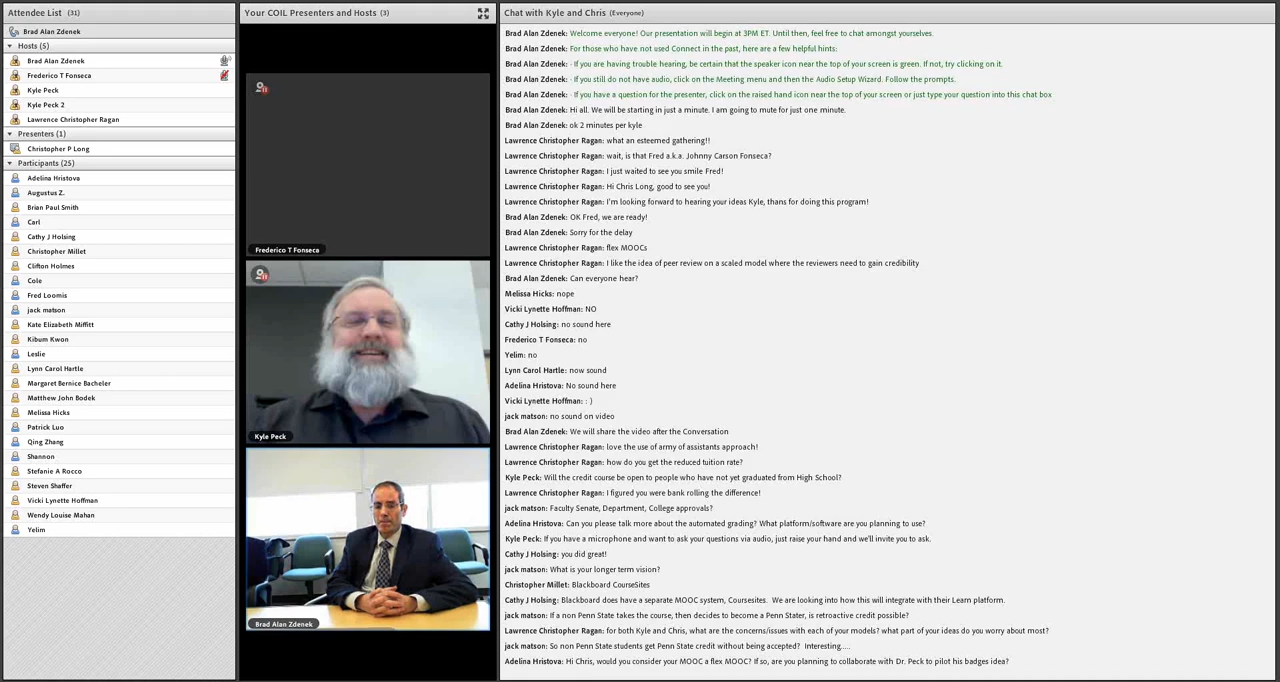 Attendee List (31)
Brad Alan Zdenek
Hosts (5)
Brad Alan Zdenek
Frederico T Fonseca
Kyle Peck
Kyle Peck 2
Lawrence Christopher Ragan
Presenters (1)
Christopher P Long
Participants (25)
Adelina Hristova
Augustus Z.
Brian Paul Smith
Carl
Cathy J Holsing
Christopher Millet
Clifton Holmes
Cole
Fred Loomis
jack matson
Kate Elizabeth Miffitt
Kibum Kwon
Leslie
Lynn Carol Hartle
Margaret Bernice Bacheler
Matthew John Bodek
Melissa Hicks
Patrick Luo
Qing Zhang
Shannon
Stefanie A Rocco
Steven Shaffer
Vicki Lynette Hoffman
Wendy Louise Mahan
Yelim
Your COIL Presenters and Hosts (3)
Frederico T Fonseca
Kyle Peck
Brad Alan Zdenek
Chat with Kyle and Chris (Everyone)
Brad Alan Zdenek: Welcome everyone! Our presentation will begin at 3PM ET. Until then, feel free to chat amongst yourselves.
Brad Alan Zdenek: For those who have not used Connect in the past, here are a few helpful hints:
Brad Alan Zdenek: · If you are having trouble hearing, be certain that the speaker icon near the top of your screen is green. If not, try clicking on it.
Brad Alan Zdenek: · If you still do not have audio, click on the Meeting menu and then the Audio Setup Wizard. Follow the prompts.
Brad Alan Zdenek: · If you have a question for the presenter, click on the raised hand icon near the top of your screen or just type your question into this chat box
Brad Alan Zdenek: Hi all. We will be starting in just a minute. I am going to mute for just one minute.
Brad Alan Zdenek: ok 2 minutes per kyle
Lawrence Christopher Ragan: what an esteemed gathering!!
Lawrence Christopher Ragan: wait, is that Fred a.k.a. Johnny Carson Fonseca?
Lawrence Christopher Ragan: I just waited to see you smile Fred!
Lawrence Christopher Ragan: Hi Chris Long, good to see you!
Lawrence Christopher Ragan: I'm looking forward to hearing your ideas Kyle, thans for doing this program!
Brad Alan Zdenek: OK Fred, we are ready!
Brad Alan Zdenek: Sorry for the delay
Lawrence Christopher Ragan: flex MOOCs
Lawrence Christopher Ragan: I like the idea of peer review on a scaled model where the reviewers need to gain credibility
Brad Alan Zdenek: Can everyone hear?
Melissa Hicks: nope
Vicki Lynette Hoffman: NO
Cathy J Holsing: no sound here
Frederico T Fonseca: no
Yelim: no
Lynn Carol Hartle: now sound
Adelina Hristova: No sound here
Vicki Lynette Hoffman: : )
jack matson: no sound on video
Brad Alan Zdenek: We will share the video after the Conversation
Lawrence Christopher Ragan: love the use of army of assistants approach!
Lawrence Christopher Ragan: how do you get the reduced tuition rate?
Kyle Peck: Will the credit course be open to people who have not yet graduated from High School?
Lawrence Christopher Ragan: I figured you were bank rolling the difference!
jack matson: Faculty Senate, Department, College approvals?
Adelina Hristova: Can you please talk more about the automated grading? What platform/software are you planning to use?
Kyle Peck: If you have a microphone and want to ask your questions via audio, just raise your hand and we'll invite you to ask.
Cathy J Holsing: you did great!
jack matson: What is your longer term vision?
Christopher Millet: Blackboard CourseSites
Cathy J Holsing: Blackboard does have a separate MOOC system, Coursesites. We are looking into how this will integrate with their Learn platform.
jack matson: If a non Penn State takes the course, then decides to become a Penn Stater, is retroactive credit possible?
Lawrence Christopher Ragan: for both Kyle and Chris, what are the concerns/issues with each of your models? what part of your ideas do you worry about most?
jack matson: So non Penn State students get Penn State credit without being accepted? Interesting....
Adelina Hristova: Hi Chris, would you consider your MOOC a flex MOOC? If so, are you planning to collaborate with Dr. Peck to pilot his badges idea?